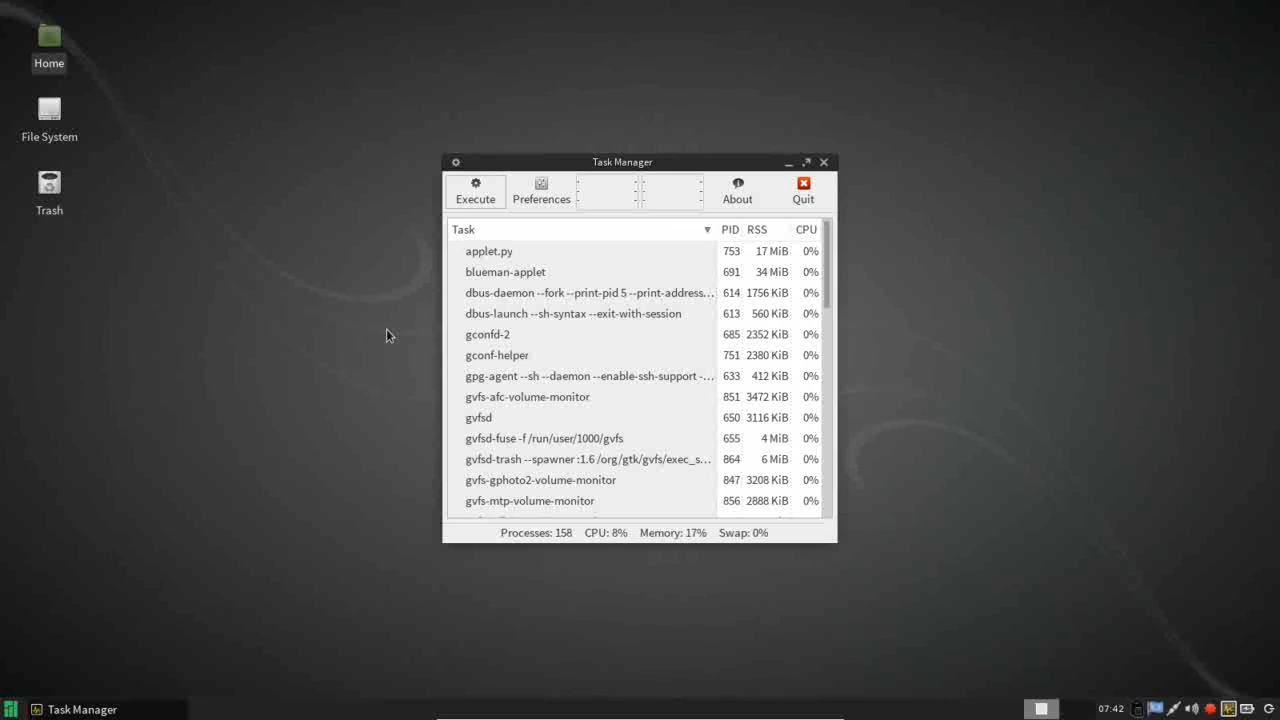 Home
File System
Trash
Task Manager
Execute
Preferences
About
Quit
Task PID RSS CPU
applet.py 753 17 MiB 0%
blueman-applet 691 34 MiB 0%
dbus-daemon --fork --print-pid 5 --print-address... 614 1756 KiB 0%
dbus-launch --sh-syntax --exit-with-session 613 560 KiB 0%
gconfd-2 685 2352 KiB 0%
gconf-helper 751 2380 KiB 0%
gpg-agent --sh --daemon --enable-ssh-support -... 633 412 KiB 0%
gvfs-afc-volume-monitor 851 3472 KiB 0%
gvfsd 650 3116 KiB 0%
gvfsd-fuse -f /run/user/1000/gvfs 655 4 MiB 0%
gvfsd-trash --spawner :1.6 /org/gtk/gvfs/exec_s... 864 6 MiB 0%
gvfs-gphoto2-volume-monitor 847 3208 KiB 0%
gvfs-mtp-volume-monitor 856 2888 KiB 0%
Processes: 158 CPU: 8% Memory: 17% Swap: 0%
Task Manager
07:42